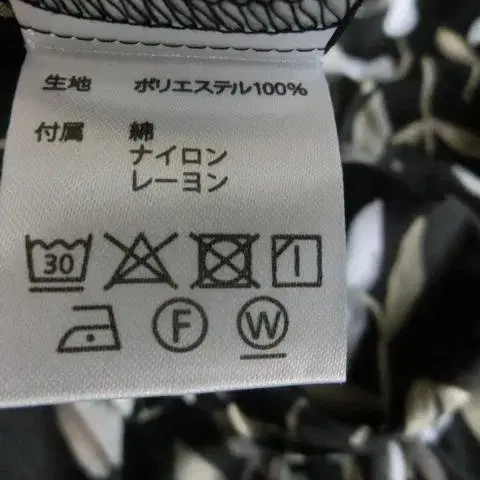 生地 ポリエステル100%
付属 綿
ナイロン
レーヨン
30
F W